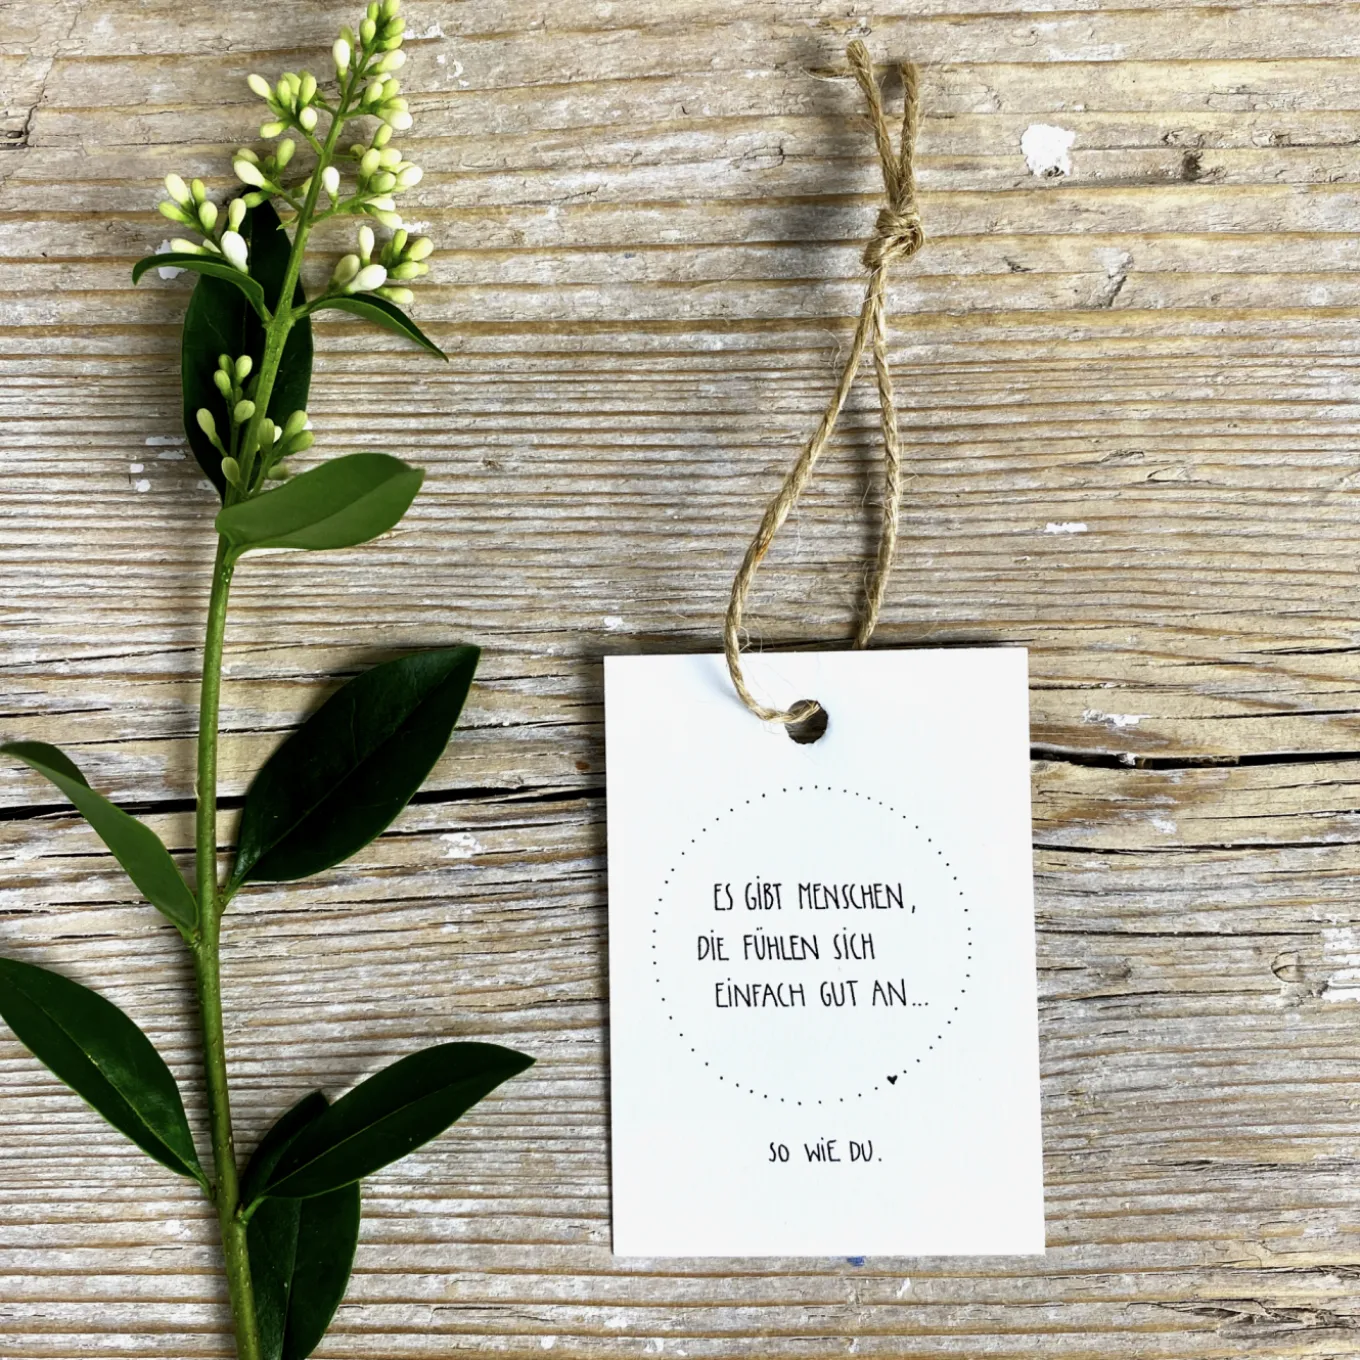 ES GIBT MENSCHEN,
DIE FÜHLEN SICH
EINFACH GUT AN...
SO WIE DU.